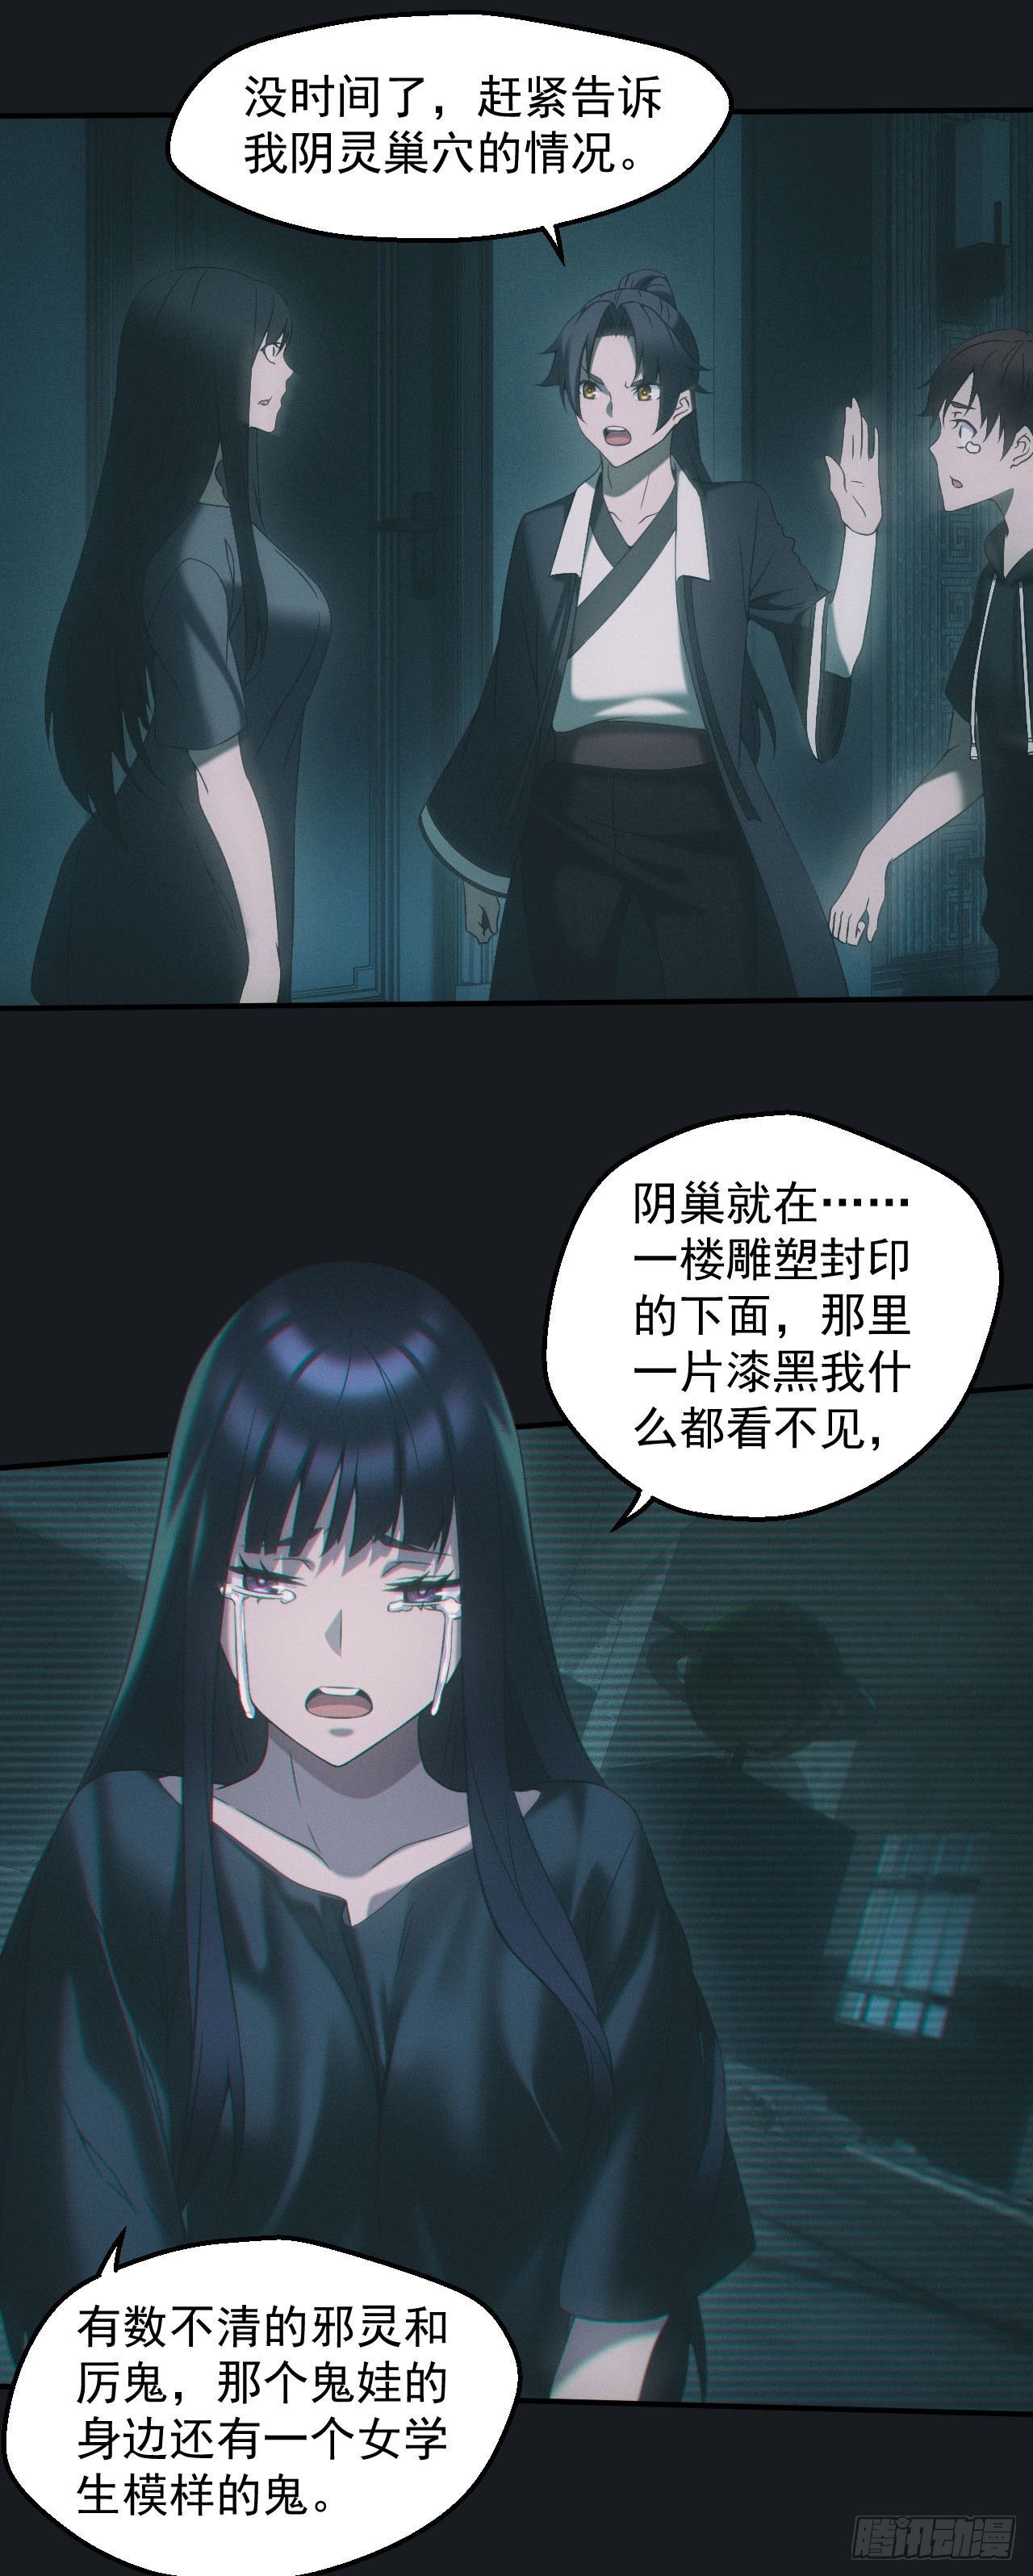 没时间了，赶紧告诉
我阴灵巢穴的情况。
阴巢就在……
一楼雕塑封印
的下面，那里
一片漆黑我什
么都看不见，
有数不清的邪灵和
厉鬼，那个鬼娃的
身边还有一个女学
生模样的鬼。
腾讯动漫